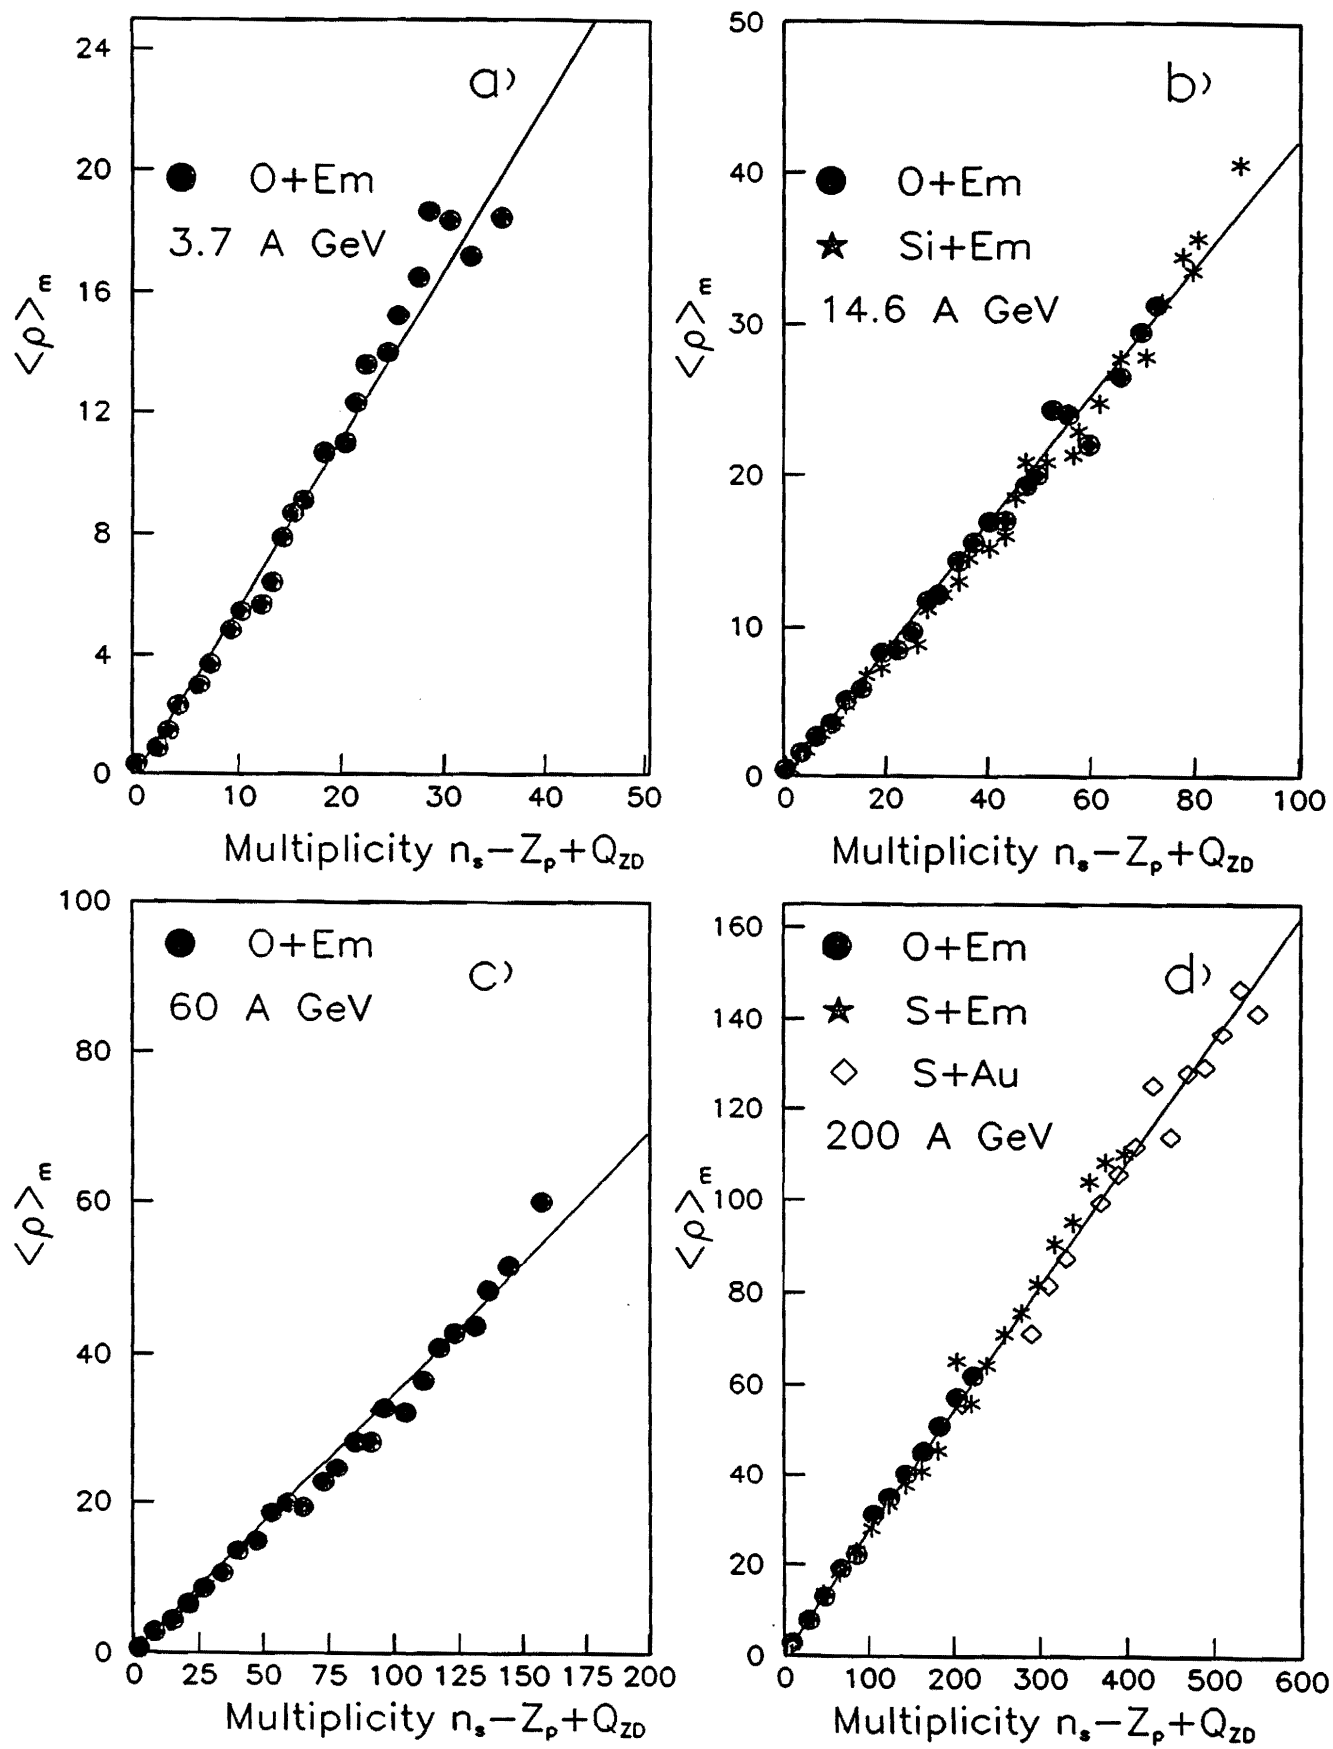 a)
24
20
16
12
8
4
0
O+Em
3.7 A GeV
<ρ>m
0 10 20 30 40 50
Multiplicity ns−Zp+QZD
b)
50
40
30
20
10
0
O+Em
Si+Em
14.6 A GeV
<ρ>m
0 20 40 60 80 100
Multiplicity ns−Zp+QZD
c)
100
80
60
40
20
0
O+Em
60 A GeV
<ρ>m
0 25 50 75 100 125 150 175 200
Multiplicity ns−Zp+QZD
d)
160
140
120
100
80
60
40
20
0
O+Em
S+Em
S+Au
200 A GeV
<ρ>m
0 100 200 300 400 500 600
Multiplicity ns−Zp+QZD